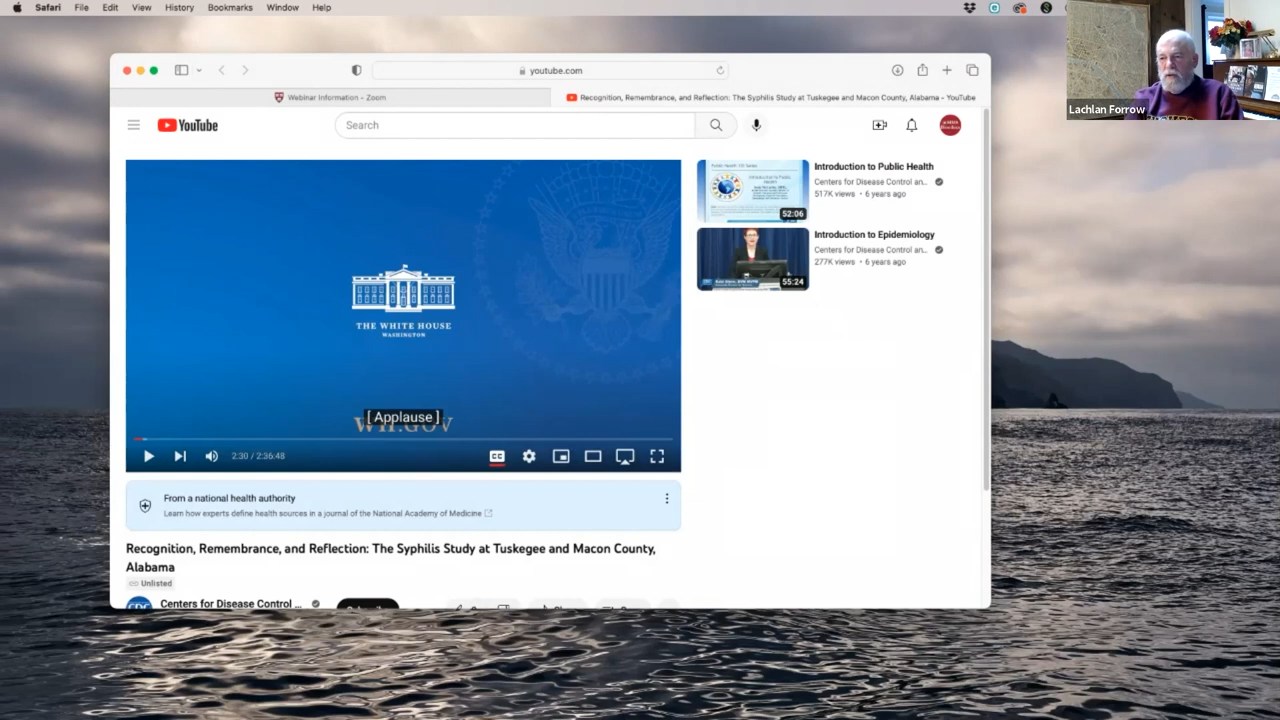 Safari File Edit View History Bookmarks Window Help
youtube.com
Webinar Information - Zoom
Recognition, Remembrance, and Reflection: The Syphilis Study at Tuskegee and Macon County, Alabama - YouTube
Lachlan Forrow
YouTube
Search
Introduction to Public Health
Centers for Disease Control an...
517K views • 6 years ago
52:06
Introduction to Epidemiology
Centers for Disease Control an...
277K views • 6 years ago
55:24
THE WHITE HOUSE
WASHINGTON
[ Applause ]
WH.GOV
2:30 / 2:36:48
CC
From a national health authority
Learn how experts define health sources in a journal of the National Academy of Medicine
Recognition, Remembrance, and Reflection: The Syphilis Study at Tuskegee and Macon County,
Alabama
Unlisted
CDC
Centers for Disease Control ...